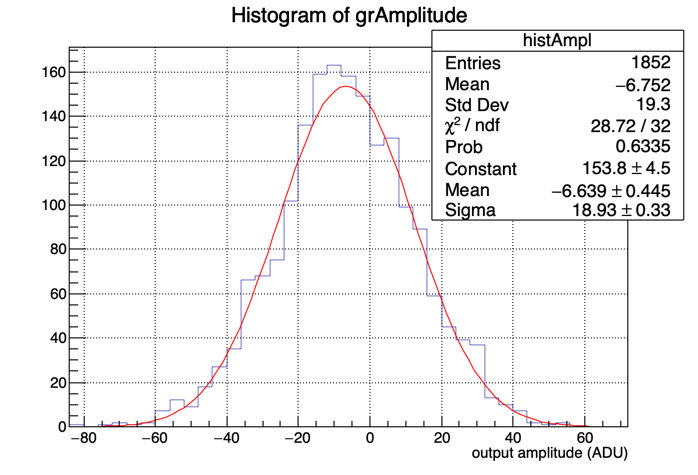 Histogram of grAmplitude
histAmpl
Entries 1852
Mean −6.752
Std Dev 19.3
χ² / ndf 28.72 / 32
Prob 0.6335
Constant 153.8 ± 4.5
Mean −6.639 ± 0.445
Sigma 18.93 ± 0.33
160
140
120
100
80
60
40
20
0
−80 −60 −40 −20 0 20 40 60
output amplitude (ADU)